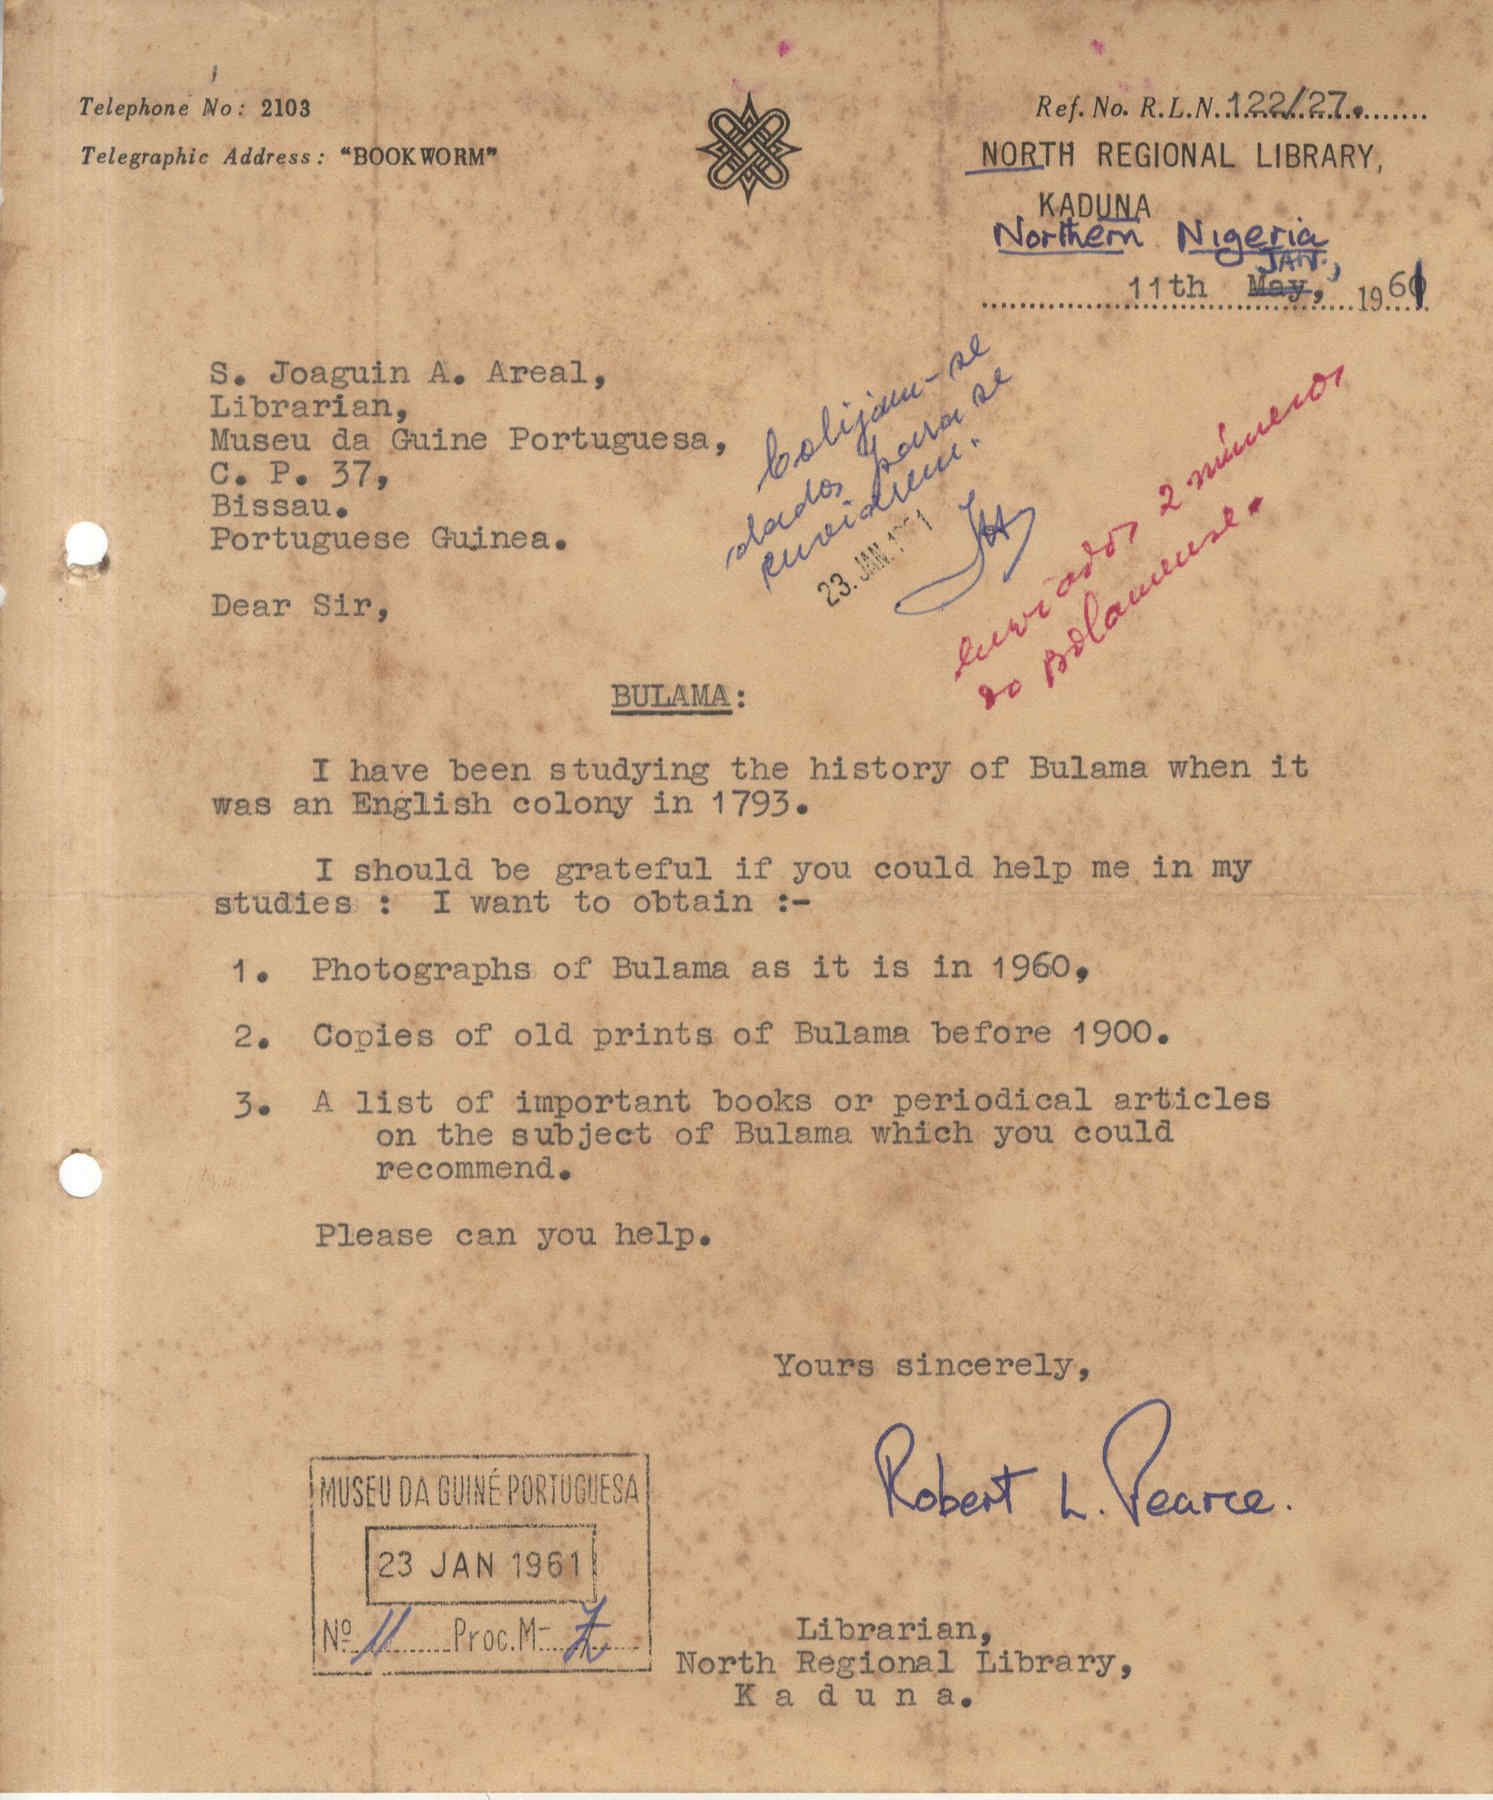 Telephone No: 2103
Telegraphic Address: "BOOKWORM"
Ref. No. R.L.N. 122/27.
NORTH REGIONAL LIBRARY,
KADUNA
Northern Nigeria
JAN.,
11th May, 1961
S. Joaguin A. Areal,
Librarian,
Museu da Guine Portuguesa,
C. P. 37,
Bissau.
Portuguese Guinea.
Colijam-se
dados para se
enviarem.
23. JAN. 1961
enviados 2 números
do Bolamense.
Dear Sir,
BULAMA:
I have been studying the history of Bulama when it
was an English colony in 1793.
I should be grateful if you could help me in my
studies : I want to obtain :-
1. Photographs of Bulama as it is in 1960,
2. Copies of old prints of Bulama before 1900.
3. A list of important books or periodical articles
on the subject of Bulama which you could
recommend.
Please can you help.
Yours sincerely,
Robert L. Pearce.
MUSEU DA GUINÉ PORTUGUESA
23 JAN 1961
Nº 11 Proc. M-
Librarian,
North Regional Library,
K a d u n a.